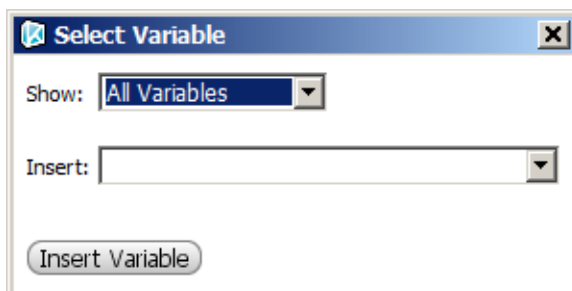 Select Variable
Show: All Variables
Insert:
Insert Variable